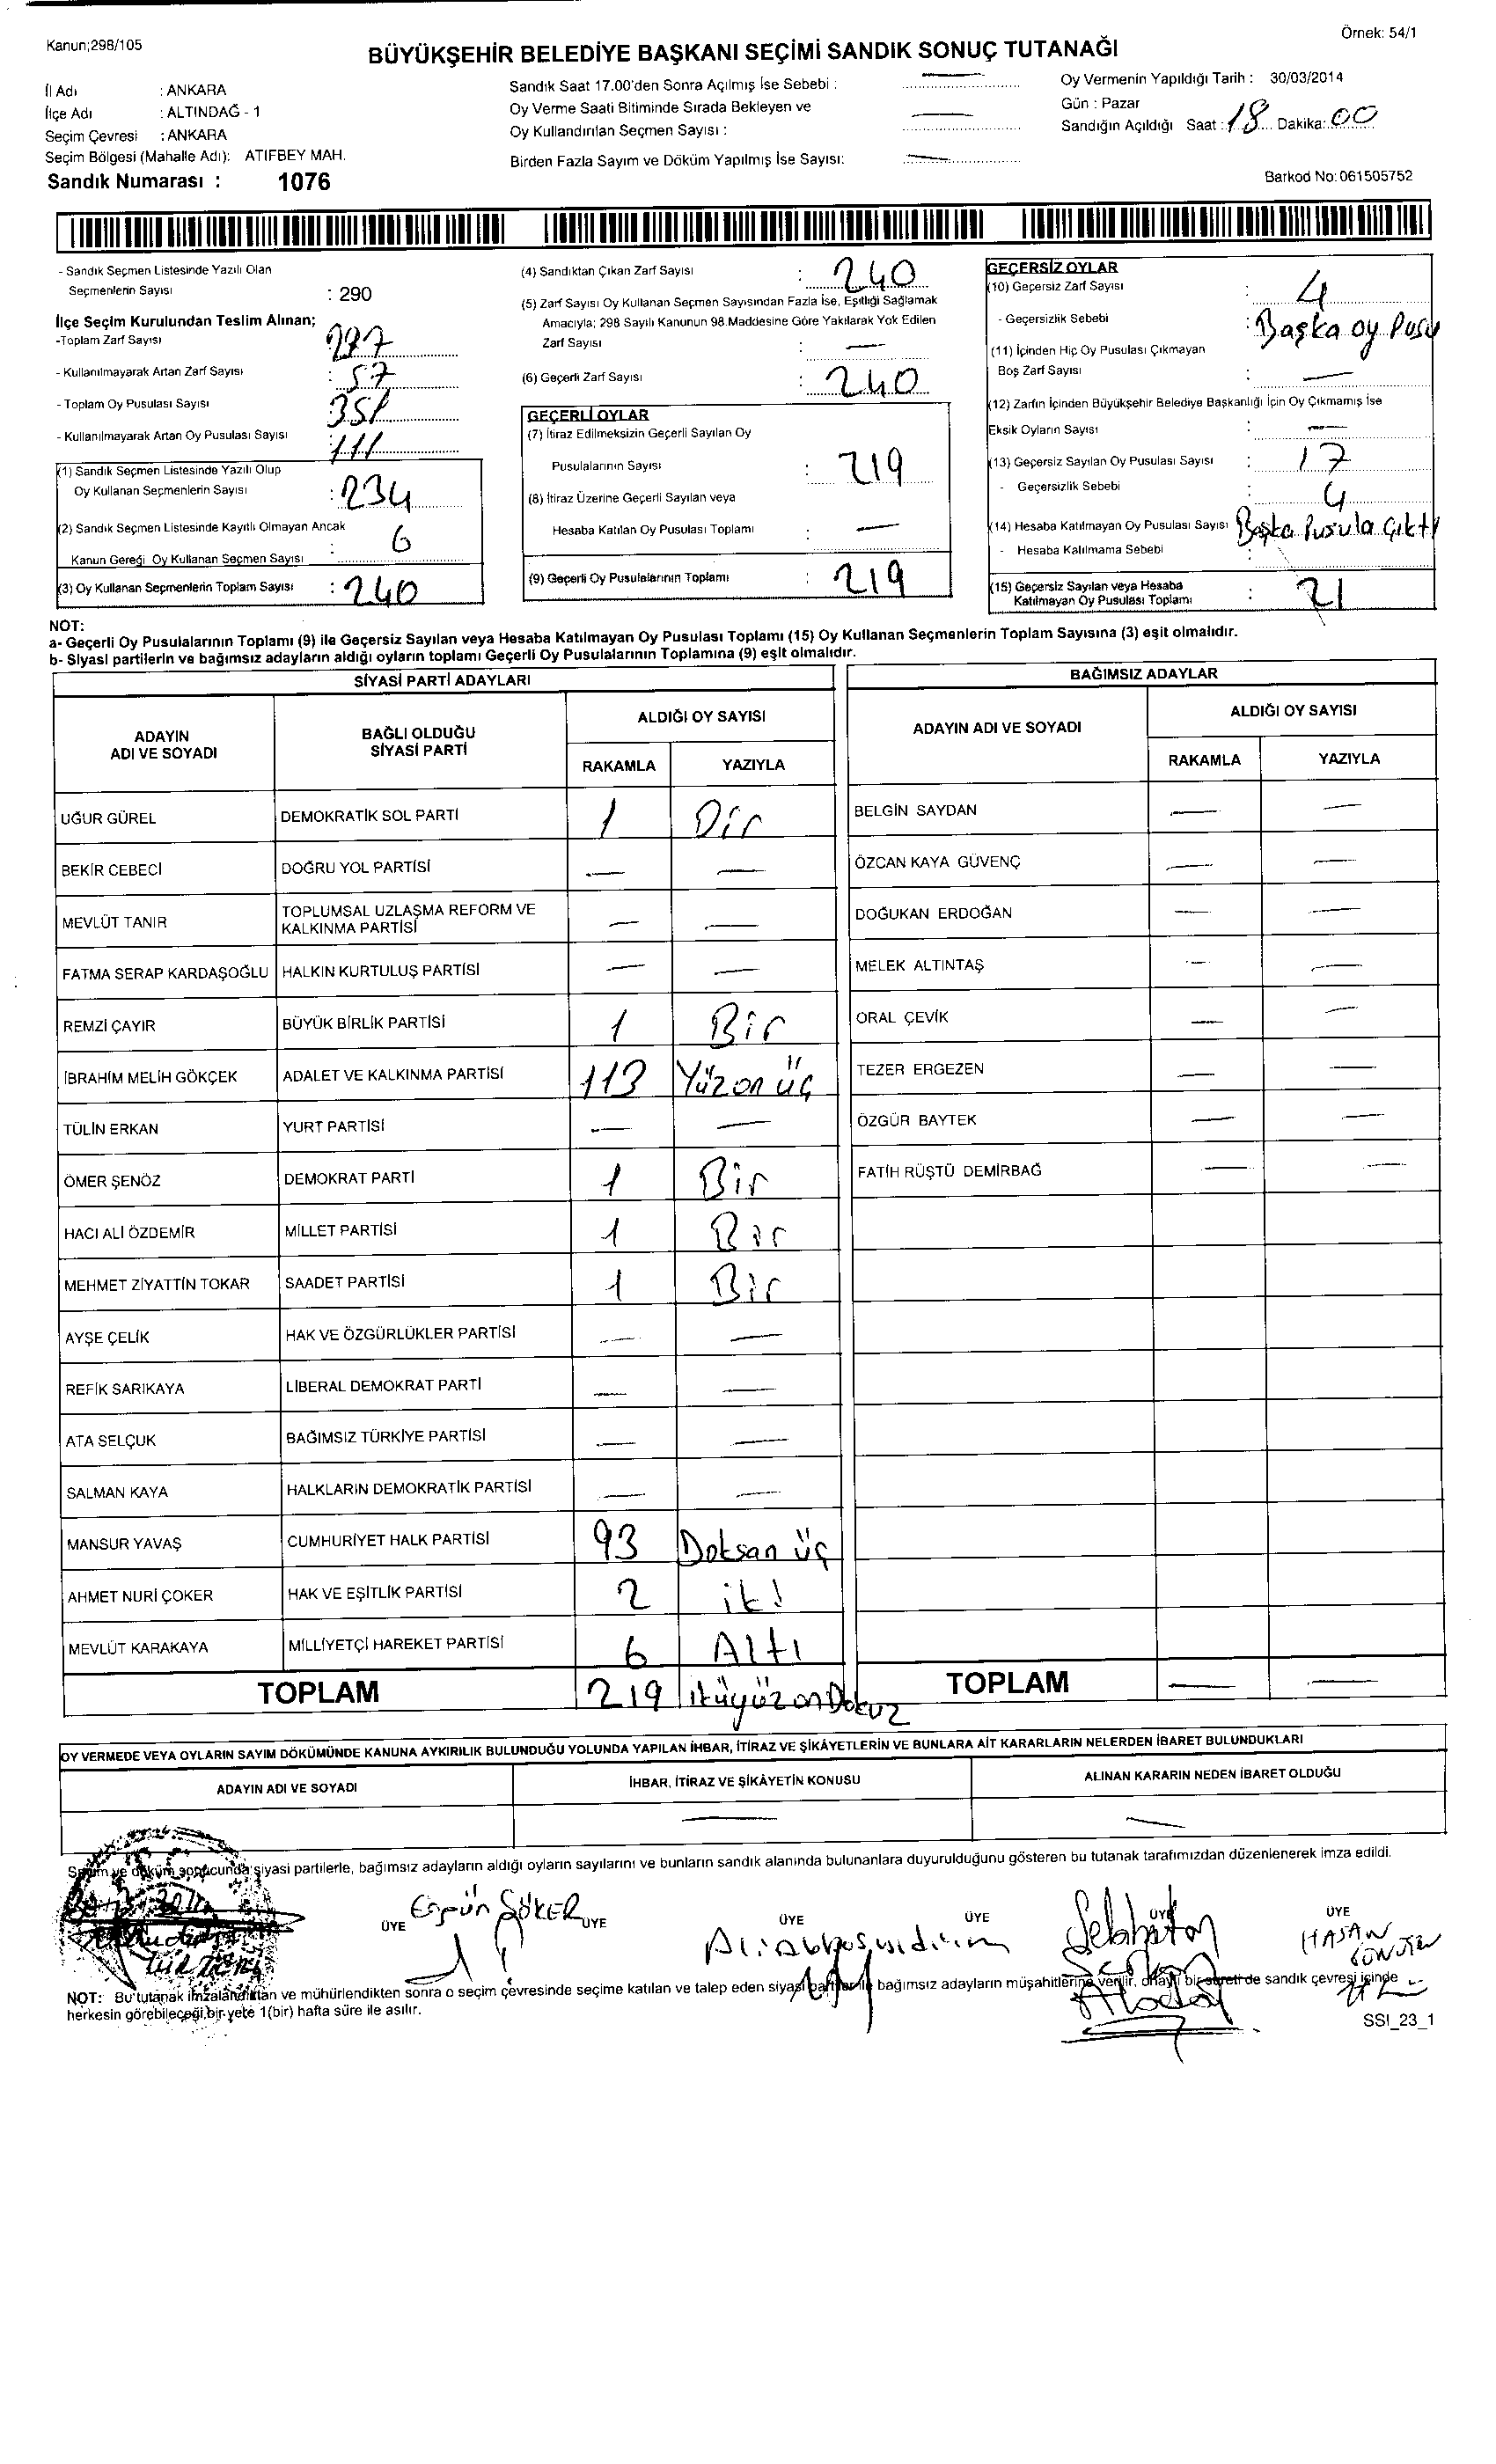 Kanun;298/105
Örnek: 54/1
BÜYÜKŞEHİR BELEDİYE BAŞKANI SEÇİMİ SANDIK SONUÇ TUTANAĞI
İl Adı : ANKARA
İlçe Adı : ALTINDAĞ - 1
Seçim Çevresi : ANKARA
Seçim Bölgesi (Mahalle Adı): ATIFBEY MAH.
Sandık Numarası : 1076
Sandık Saat 17.00'den Sonra Açılmış İse Sebebi : —
Oy Verme Saati Bitiminde Sırada Bekleyen ve
Oy Kullandırılan Seçmen Sayısı : —
Birden Fazla Sayım ve Döküm Yapılmış İse Sayısı: —
Oy Vermenin Yapıldığı Tarih : 30/03/2014
Gün : Pazar
Sandığın Açıldığı Saat : 18 Dakika: 00
Barkod No:061505752
- Sandık Seçmen Listesinde Yazılı Olan
Seçmenlerin Sayısı : 290
İlçe Seçim Kurulundan Teslim Alınan;
-Toplam Zarf Sayısı : 297
- Kullanılmayarak Artan Zarf Sayısı : 57
- Toplam Oy Pusulası Sayısı : 351
- Kullanılmayarak Artan Oy Pusulası Sayısı : 111
(1) Sandık Seçmen Listesinde Yazılı Olup
Oy Kullanan Seçmenlerin Sayısı : 234
(2) Sandık Seçmen Listesinde Kayıtlı Olmayan Ancak
Kanun Gereği Oy Kullanan Seçmen Sayısı : 6
(3) Oy Kullanan Seçmenlerin Toplam Sayısı : 240
(4) Sandıktan Çıkan Zarf Sayısı : 240
(5) Zarf Sayısı Oy Kullanan Seçmen Sayısından Fazla İse, Eşitliği Sağlamak
Amacıyla; 298 Sayılı Kanunun 98.Maddesine Göre Yakılarak Yok Edilen
Zarf Sayısı : —
(6) Geçerli Zarf Sayısı : 240
GEÇERLİ OYLAR
(7) İtiraz Edilmeksizin Geçerli Sayılan Oy
Pusulalarının Sayısı : 219
(8) İtiraz Üzerine Geçerli Sayılan veya
Hesaba Katılan Oy Pusulası Toplamı : —
(9) Geçerli Oy Pusulalarının Toplamı : 219
GEÇERSİZ OYLAR
(10) Geçersiz Zarf Sayısı : 4
- Geçersizlik Sebebi : Başka oy Pusu
(11) İçinden Hiç Oy Pusulası Çıkmayan
Boş Zarf Sayısı : —
(12) Zarfın İçinden Büyükşehir Belediye Başkanlığı İçin Oy Çıkmamış İse
Eksik Oyların Sayısı : —
(13) Geçersiz Sayılan Oy Pusulası Sayısı : 17
- Geçersizlik Sebebi : 4
(14) Hesaba Katılmayan Oy Pusulası Sayısı Başka Pusula Çıktı
- Hesaba Katılmama Sebebi :
(15) Geçersiz Sayılan veya Hesaba
Katılmayan Oy Pusulası Toplamı : 21
NOT:
a- Geçerli Oy Pusulalarının Toplamı (9) ile Geçersiz Sayılan veya Hesaba Katılmayan Oy Pusulası Toplamı (15) Oy Kullanan Seçmenlerin Toplam Sayısına (3) eşit olmalıdır.
b- Siyasi partilerin ve bağımsız adayların aldığı oyların toplamı Geçerli Oy Pusulalarının Toplamına (9) eşit olmalıdır.
SİYASİ PARTİ ADAYLARI
ADAYIN ADI VE SOYADI BAĞLI OLDUĞU SİYASİ PARTİ ALDIĞI OY SAYISI
RAKAMLA YAZIYLA
UĞUR GÜREL DEMOKRATİK SOL PARTİ 1 Bir
BEKİR CEBECİ DOĞRU YOL PARTİSİ — —
MEVLÜT TANIR TOPLUMSAL UZLAŞMA REFORM VE KALKINMA PARTİSİ — —
FATMA SERAP KARDAŞOĞLU HALKIN KURTULUŞ PARTİSİ — —
REMZİ ÇAYIR BÜYÜK BİRLİK PARTİSİ 1 Bir
İBRAHİM MELİH GÖKÇEK ADALET VE KALKINMA PARTİSİ 113 Yüzon üç
TÜLİN ERKAN YURT PARTİSİ — —
ÖMER ŞENÖZ DEMOKRAT PARTİ 1 Bir
HACI ALİ ÖZDEMİR MİLLET PARTİSİ 1 Bir
MEHMET ZİYATTİN TOKAR SAADET PARTİSİ 1 Bir
AYŞE ÇELİK HAK VE ÖZGÜRLÜKLER PARTİSİ — —
REFİK SARIKAYA LİBERAL DEMOKRAT PARTİ — —
ATA SELÇUK BAĞIMSIZ TÜRKİYE PARTİSİ — —
SALMAN KAYA HALKLARIN DEMOKRATİK PARTİSİ — —
MANSUR YAVAŞ CUMHURİYET HALK PARTİSİ 93 Doksan üç
AHMET NURİ ÇOKER HAK VE EŞİTLİK PARTİSİ 2 iki
MEVLÜT KARAKAYA MİLLİYETÇİ HAREKET PARTİSİ 6 Altı
TOPLAM 219 ikiyüz on Dokuz
BAĞIMSIZ ADAYLAR
ADAYIN ADI VE SOYADI ALDIĞI OY SAYISI
RAKAMLA YAZIYLA
BELGİN SAYDAN — —
ÖZCAN KAYA GÜVENÇ — —
DOĞUKAN ERDOĞAN — —
MELEK ALTINTAŞ — —
ORAL ÇEVİK — —
TEZER ERGEZEN — —
ÖZGÜR BAYTEK — —
FATİH RÜŞTÜ DEMİRBAĞ — —
TOPLAM — —
OY VERMEDE VEYA OYLARIN SAYIM DÖKÜMÜNDE KANUNA AYKIRILIK BULUNDUĞU YOLUNDA YAPILAN İHBAR, İTİRAZ VE ŞİKÂYETLERİN VE BUNLARA AİT KARARLARIN NELERDEN İBARET BULUNDUKLARI
ADAYIN ADI VE SOYADI İHBAR, İTİRAZ VE ŞİKÂYETİN KONUSU ALINAN KARARIN NEDEN İBARET OLDUĞU
— —
Sayım ve döküm sonucunda siyasi partilerle, bağımsız adayların aldığı oyların sayılarını ve bunların sandık alanında bulunanlara duyurulduğunu gösteren bu tutanak tarafımızdan düzenlenerek imza edildi.
ÜYE ÜYE ÜYE ÜYE ÜYE ÜYE
Ergün ŞÖKER
Selahattin
HASAN
NOT: Bu tutanak imzalandıktan ve mühürlendikten sonra o seçim çevresinde seçime katılan ve talep eden siyasi partiler ile bağımsız adayların müşahitlerine verilir, onaylı bir sureti de sandık çevresi içinde
herkesin görebileceği bir yere 1(bir) hafta süre ile asılır.
SSI_23_1